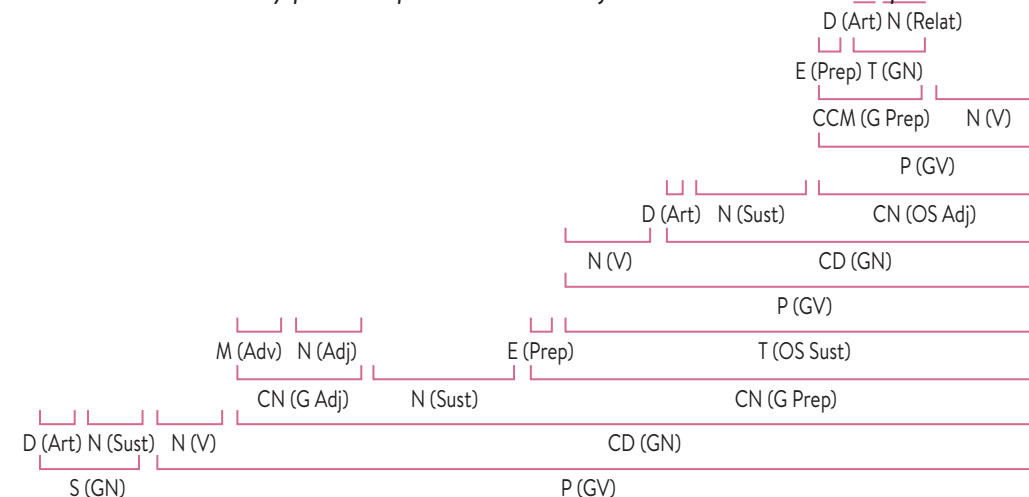 D (Art) N (Relat)
E (Prep) T (GN)
CCM (G Prep) N (V)
P (GV)
D (Art) N (Sust) CN (OS Adj)
N (V) CD (GN)
P (GV)
M (Adv) N (Adj) E (Prep) T (OS Sust)
CN (G Adj) N (Sust) CN (G Prep)
D (Art) N (Sust) N (V) CD (GN)
S (GN) P (GV)